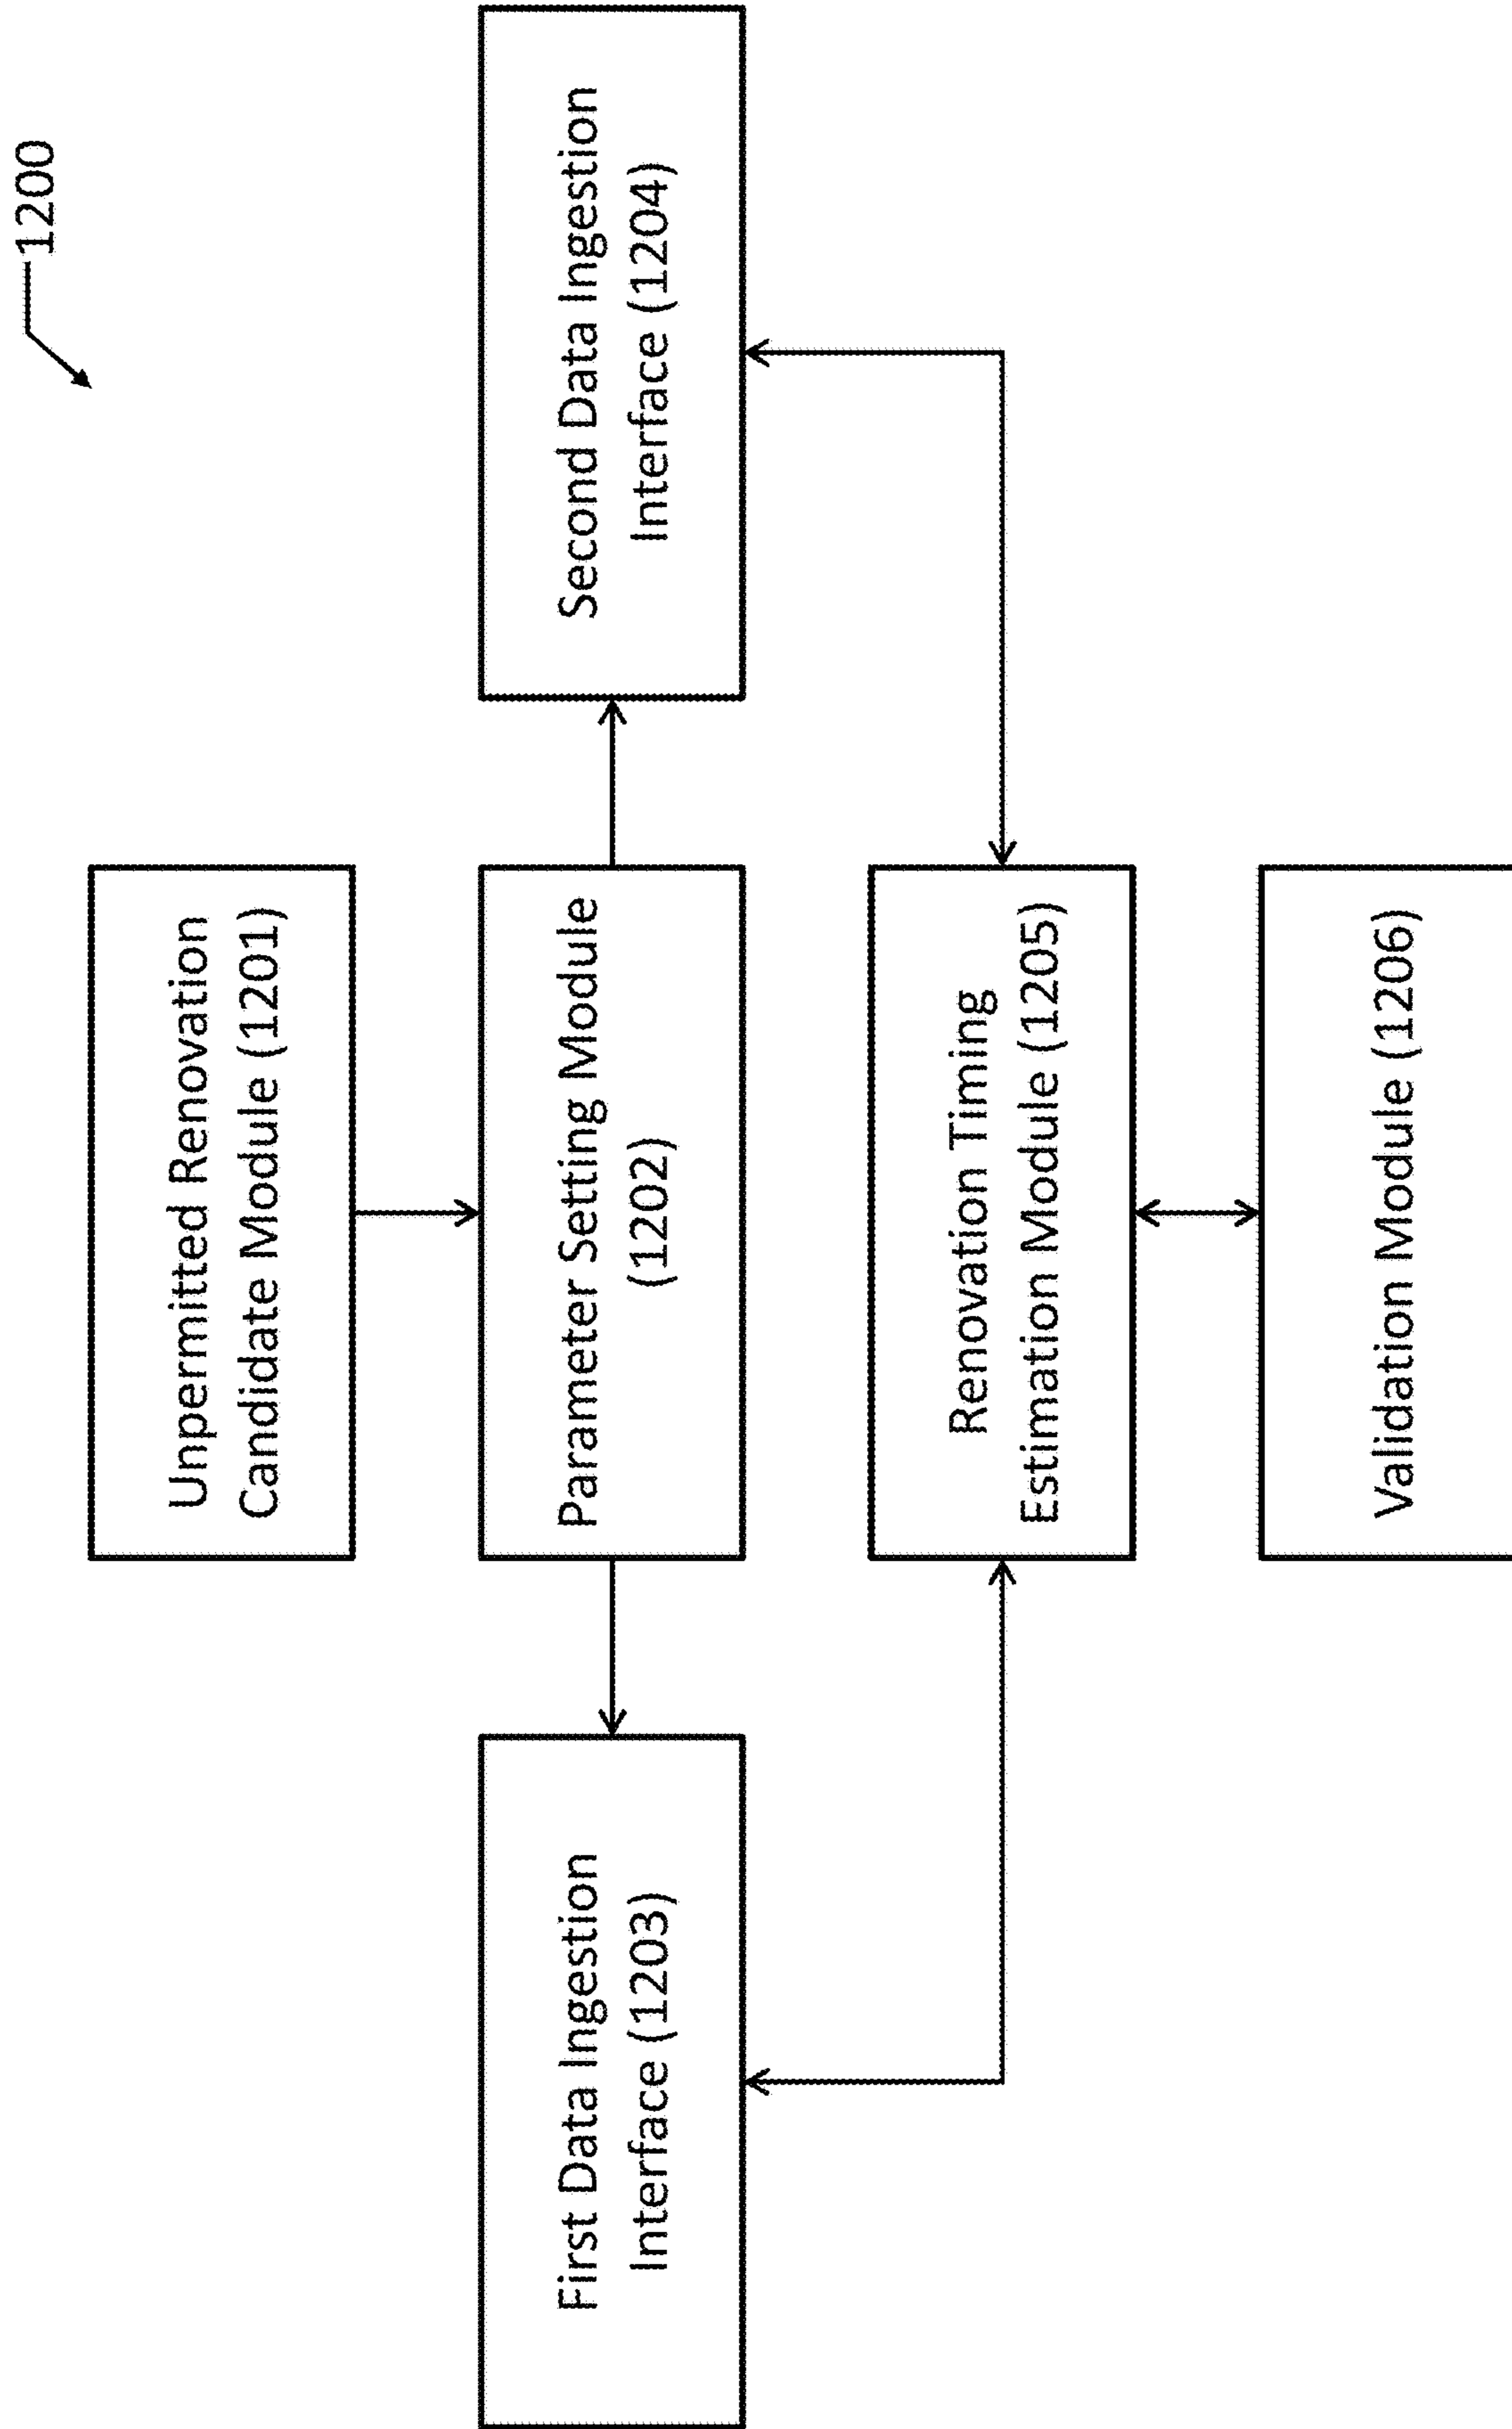 1200
Unpermitted Renovation
Candidate Module (1201)
Parameter Setting Module
(1202)
First Data Ingestion
Interface (1203)
Second Data Ingestion
Interface (1204)
Renovation Timing
Estimation Module (1205)
Validation Module (1206)